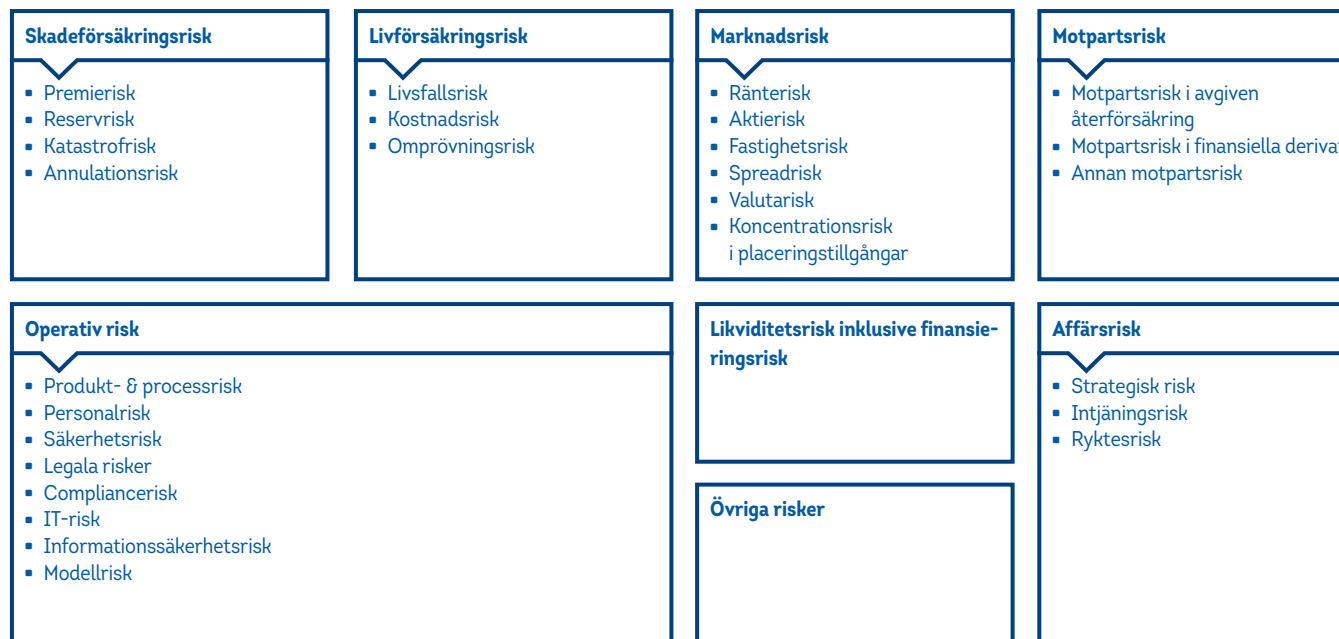 Skadeförsäkringsrisk
▪ Premierisk
▪ Reservrisk
▪ Katastrofrisk
▪ Annulationsrisk
Livförsäkringsrisk
▪ Livsfallsrisk
▪ Kostnadsrisk
▪ Omprövningsrisk
Marknadsrisk
▪ Ränterisk
▪ Aktierisk
▪ Fastighetsrisk
▪ Spreadrisk
▪ Valutarisk
▪ Koncentrationsrisk
i placeringstillgångar
Motpartsrisk
▪ Motpartsrisk i avgiven
återförsäkring
▪ Motpartsrisk i finansiella
▪ Annan motpartsrisk
Operativ risk
▪ Produkt- & processrisk
▪ Personalrisk
▪ Säkerhetsrisk
▪ Legala risker
▪ Compliancerisk
▪ IT-risk
▪ Informationssäkerhetsrisk
▪ Modellrisk
Likviditetsrisk inklusive finansie-
ringsrisk
Övriga risker
Affärsrisk
▪ Strategisk risk
▪ Intjäningsrisk
▪ Ryktesrisk